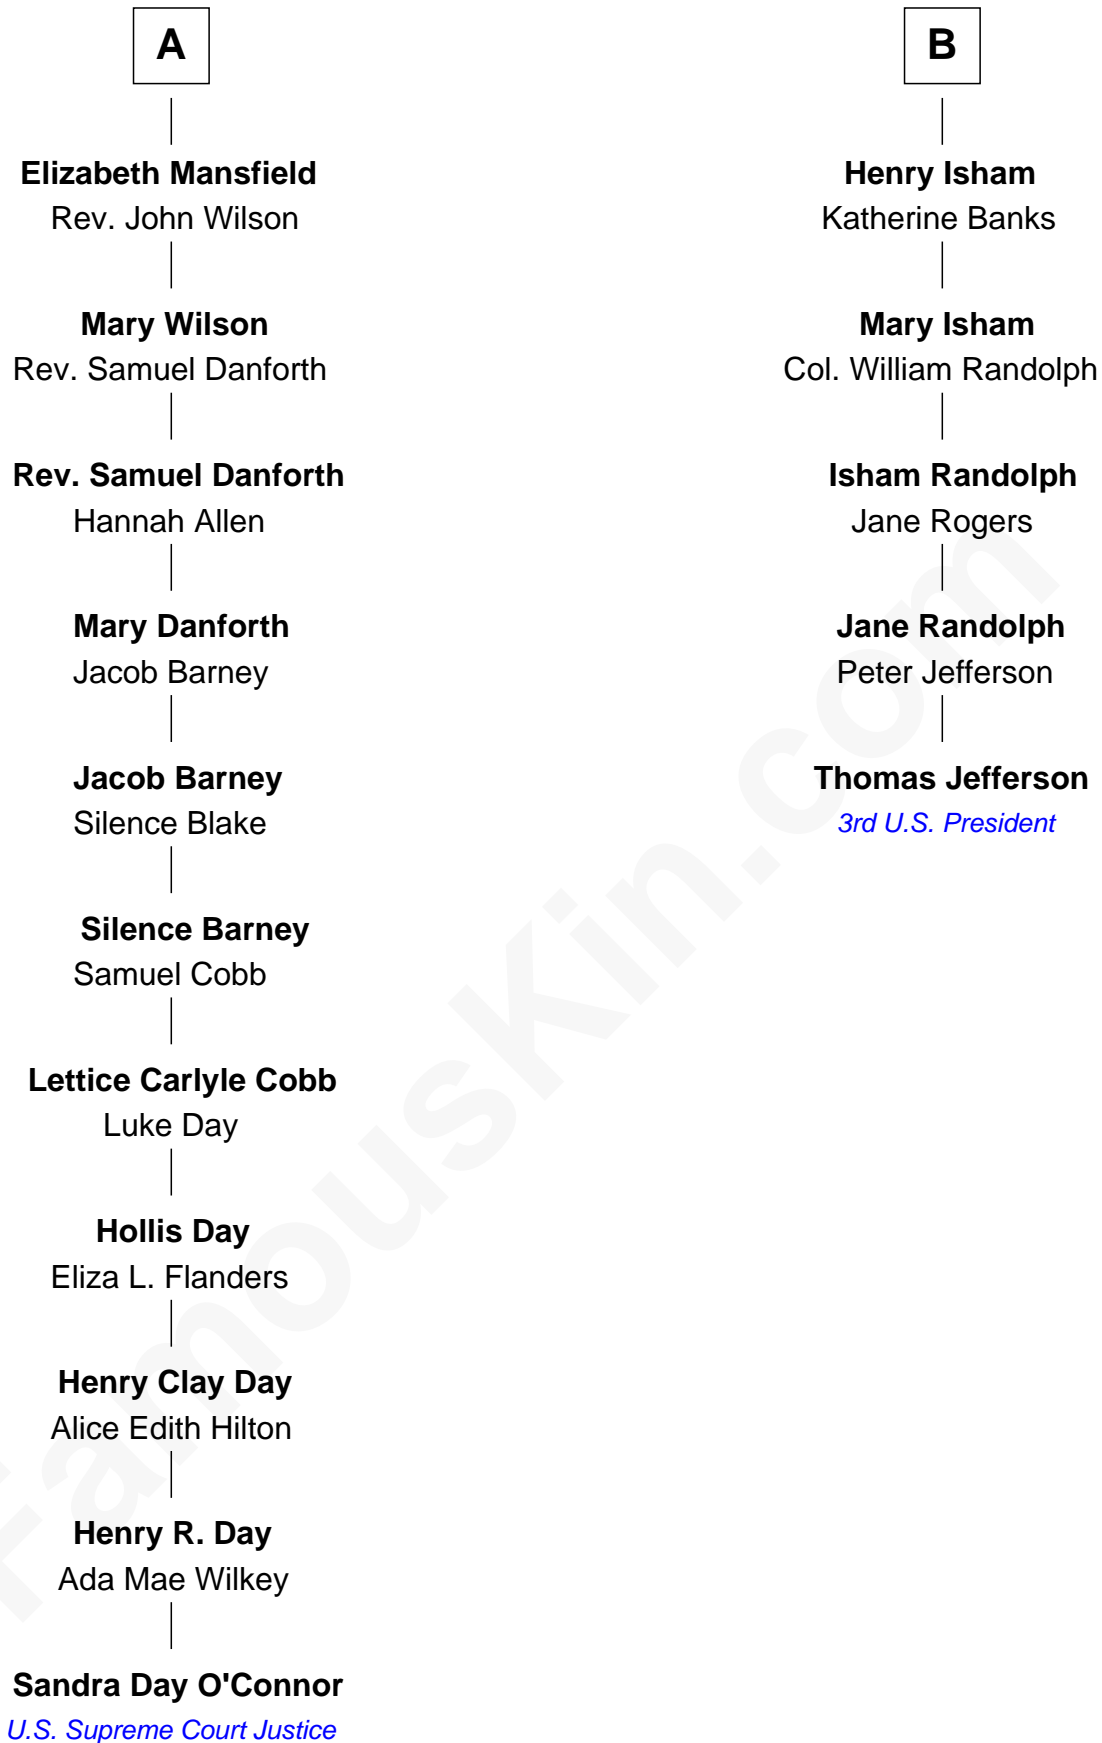 A
Elizabeth Mansfield
Rev. John Wilson
Mary Wilson
Rev. Samuel Danforth
Rev. Samuel Danforth
Hannah Allen
Mary Danforth
Jacob Barney
Jacob Barney
Silence Blake
Silence Barney
Samuel Cobb
Lettice Carlyle Cobb
Luke Day
Hollis Day
Eliza L. Flanders
Henry Clay Day
Alice Edith Hilton
Henry R. Day
Ada Mae Wilkey
Sandra Day O'Connor
U.S. Supreme Court Justice
B
Henry Isham
Katherine Banks
Mary Isham
Col. William Randolph
Isham Randolph
Jane Rogers
Jane Randolph
Peter Jefferson
Thomas Jefferson
3rd U.S. President
FamousKin.com